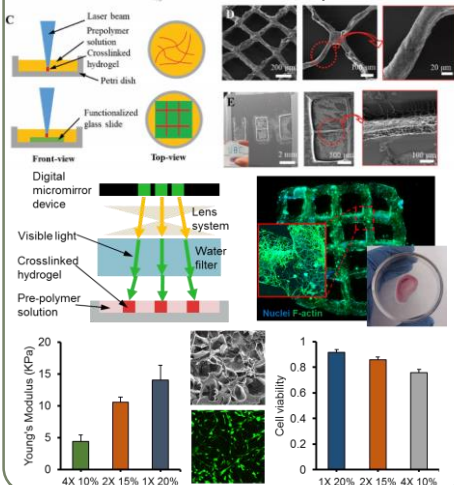 C
Laser beam
Prepolymer
solution
Crosslinked
hydrogel
Petri dish
Functionalized
glass slide
Front-view
Top-view
D
200 μm
100 μm
20 μm
E
2 mm
500 μm
100 μm
Digital
micromirror
device
Lens
system
Visible light
Water
filter
Crosslinked
hydrogel
Pre-polymer
solution
Nuclei F-actin
Young's Modulus (KPa)
20
15
10
5
0
4X 10% 2X 15% 1X 20%
Cell viability
1
0.8
0.6
0.4
0.2
0
1X 20% 2X 15% 4X 10%